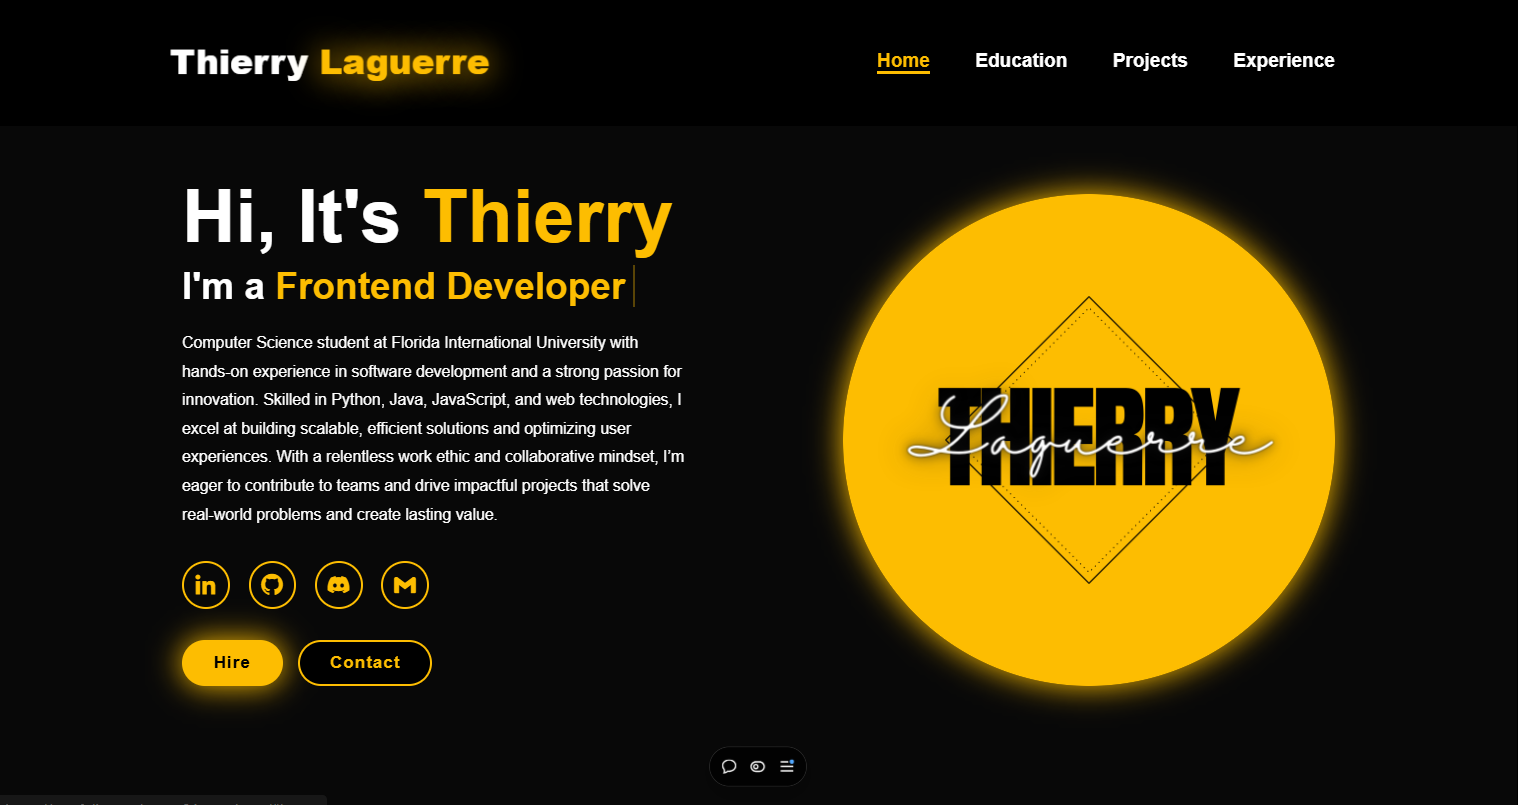 Thierry Laguerre
Home Education Projects Experience
Hi, It's Thierry
I'm a Frontend Developer
Computer Science student at Florida International University with
hands-on experience in software development and a strong passion for
innovation. Skilled in Python, Java, JavaScript, and web technologies, I
excel at building scalable, efficient solutions and optimizing user
experiences. With a relentless work ethic and collaborative mindset, I’m
eager to contribute to teams and drive impactful projects that solve
real-world problems and create lasting value.
THIERRY
Laguerre
in
Hire
Contact